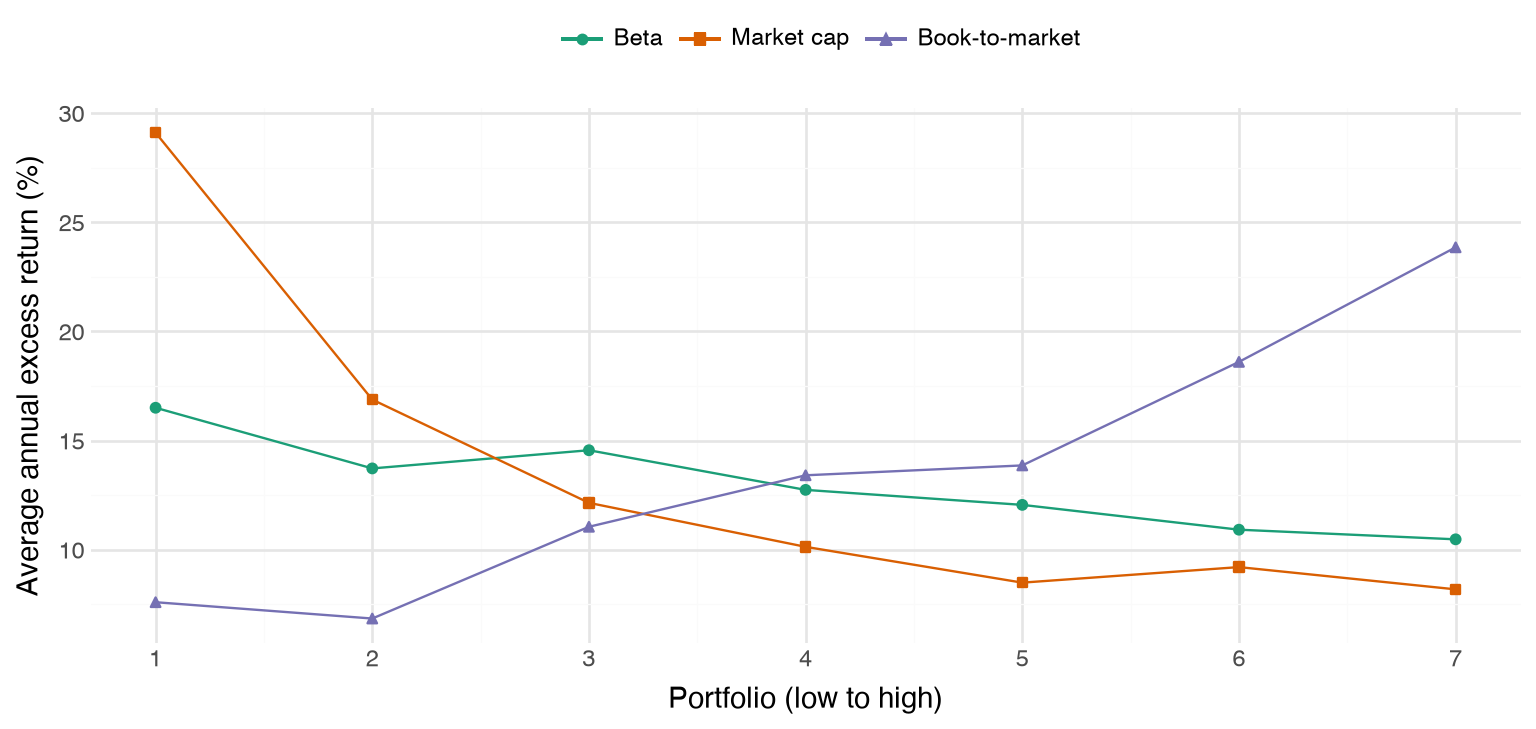 Beta Market cap Book-to-market
Average annual excess return (%)
30
25
20
15
10
1 2 3 4 5 6 7
Portfolio (low to high)